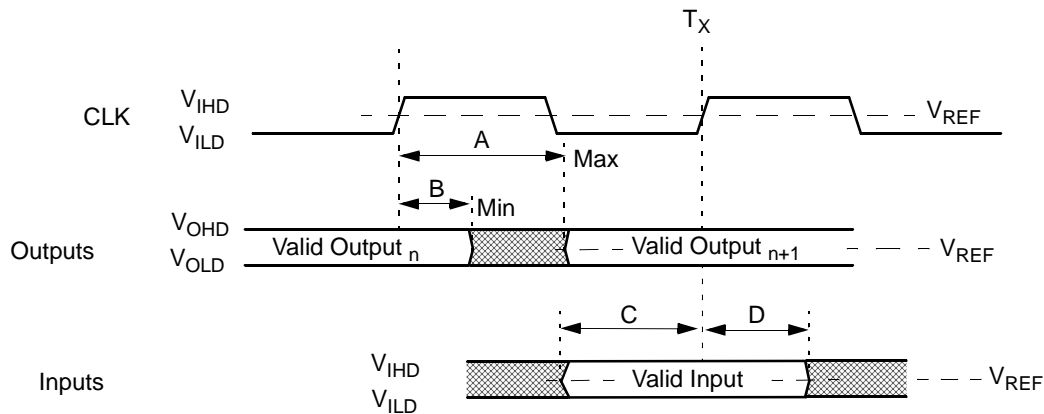 TX
VIHD
CLK
VREF
VILD
A
Max
B
Min
VOHD
Outputs
Valid Output n
Valid Output n+1
VREF
VOLD
C
D
VIHD
Inputs
Valid Input
VREF
VILD